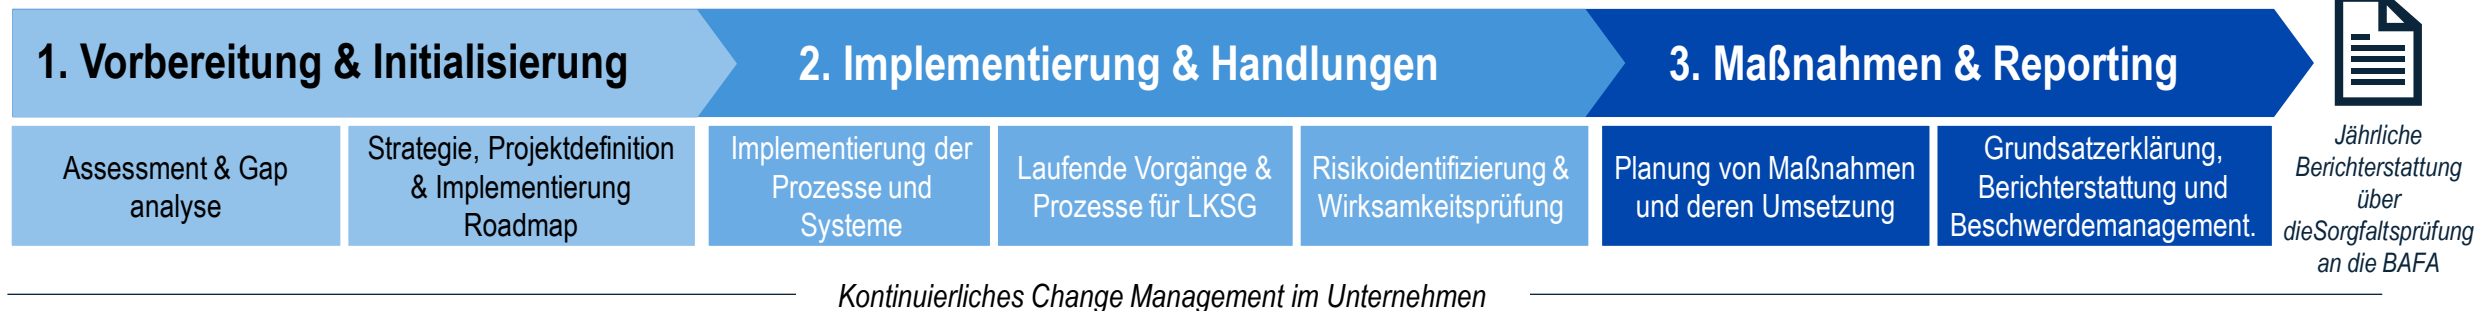 1. Vorbereitung & Initialisierung
2. Implementierung & Handlungen
3. Maßnahmen & Reporting
Assessment & Gap
analyse
Strategie, Projektdefinition
& Implementierung
Roadmap
Implementierung der
Prozesse und
Systeme
Laufende Vorgänge &
Prozesse für LKSG
Risikoidentifizierung &
Wirksamkeitsprüfung
Planung von Maßnahmen
und deren Umsetzung
Grundsatzerklärung,
Berichterstattung und
Beschwerdemanagement.
Jährliche
Berichterstattung
über
dieSorgfaltsprüfung
an die BAFA
Kontinuierliches Change Management im Unternehmen